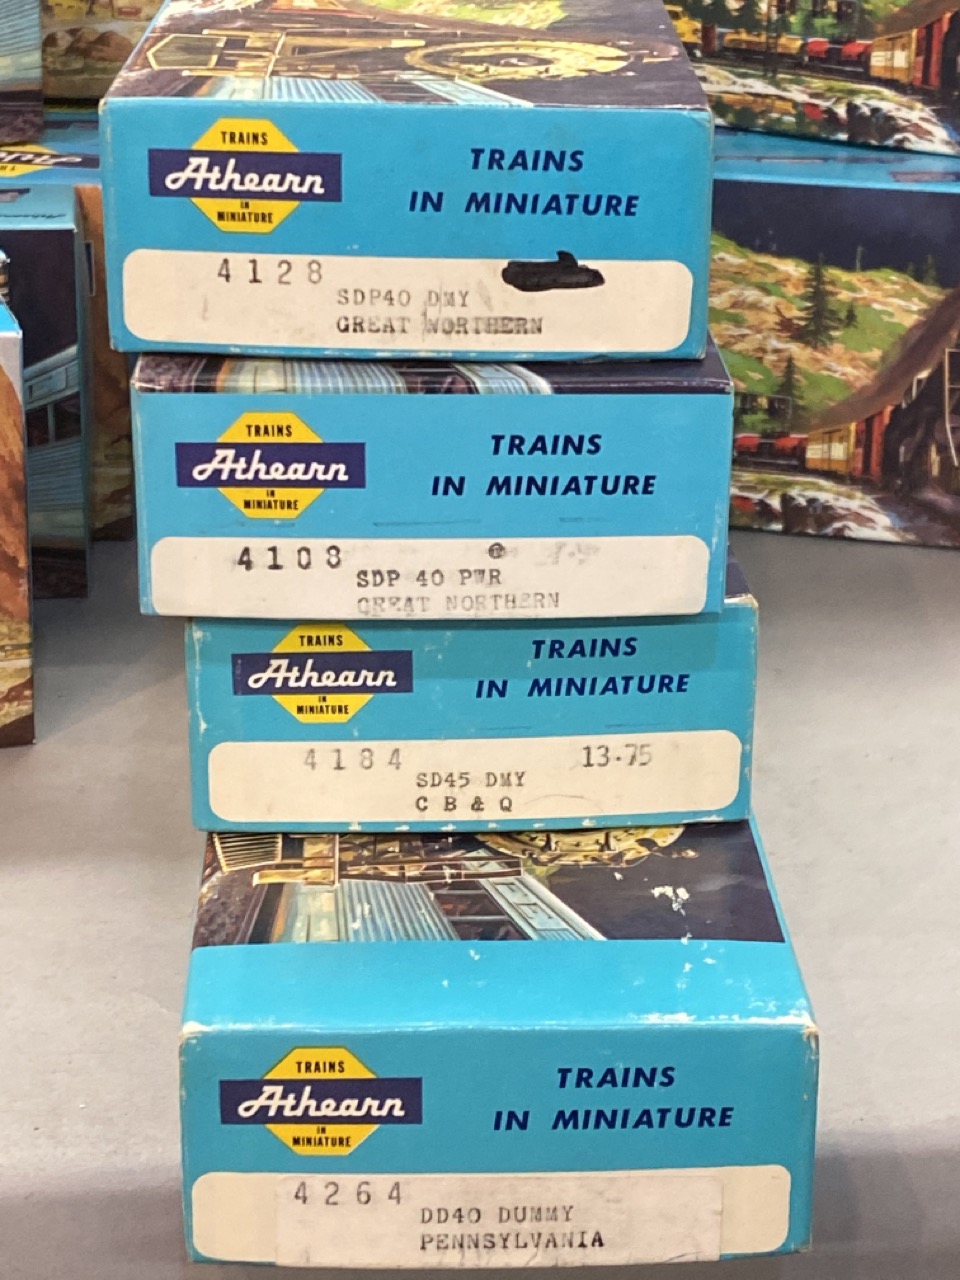 TRAINS
Athearn
IN
MINIATURE
TRAINS
IN MINIATURE
4128
SDP40 DMY
GREAT NORTHERN
TRAINS
Athearn
IN
MINIATURE
TRAINS
IN MINIATURE
4108
SDP 40 PWR
GREAT NORTHERN
TRAINS
Athearn
IN
MINIATURE
TRAINS
IN MINIATURE
4184 13.75
SD45 DMY
C B & Q
TRAINS
Athearn
IN
MINIATURE
TRAINS
IN MINIATURE
4264
DD40 DUMMY
PENNSYLVANIA